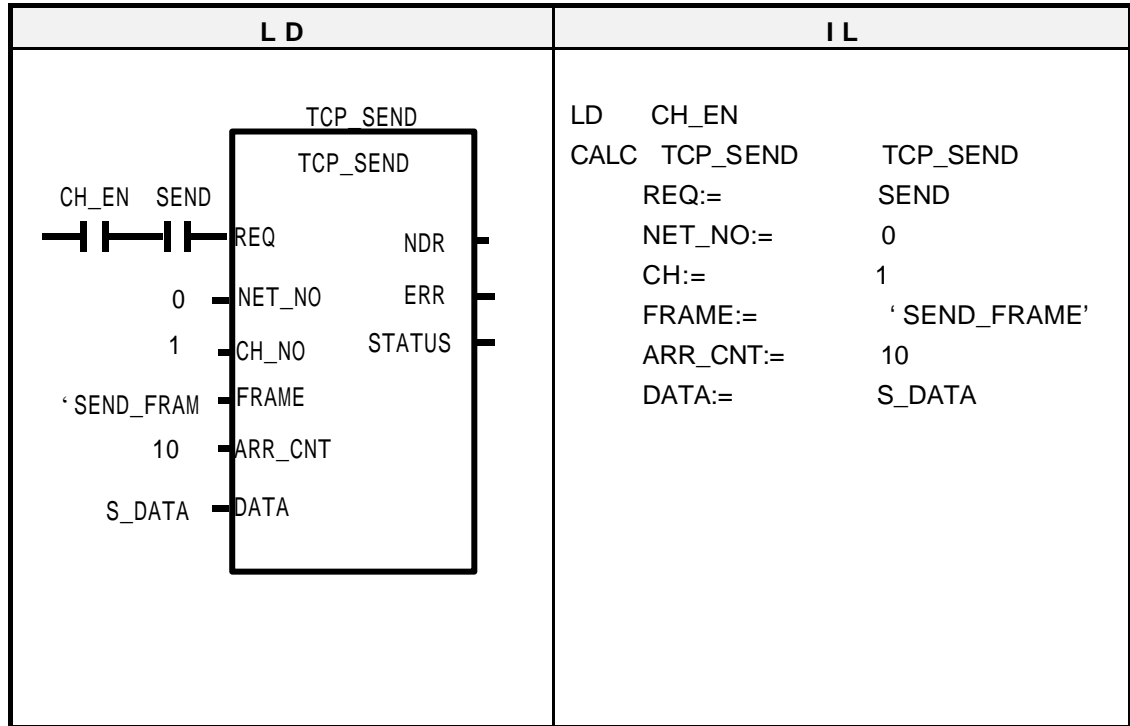 L D
I L
TCP_SEND
TCP_SEND
CH_EN SEND
REQ NDR
0 NET_NO ERR
1 CH_NO STATUS
‘ SEND_FRAM FRAME
10 ARR_CNT
S_DATA DATA
LD CH_EN
CALC TCP_SEND TCP_SEND
REQ:= SEND
NET_NO:= 0
CH:= 1
FRAME:= ‘ SEND_FRAME’
ARR_CNT:= 10
DATA:= S_DATA